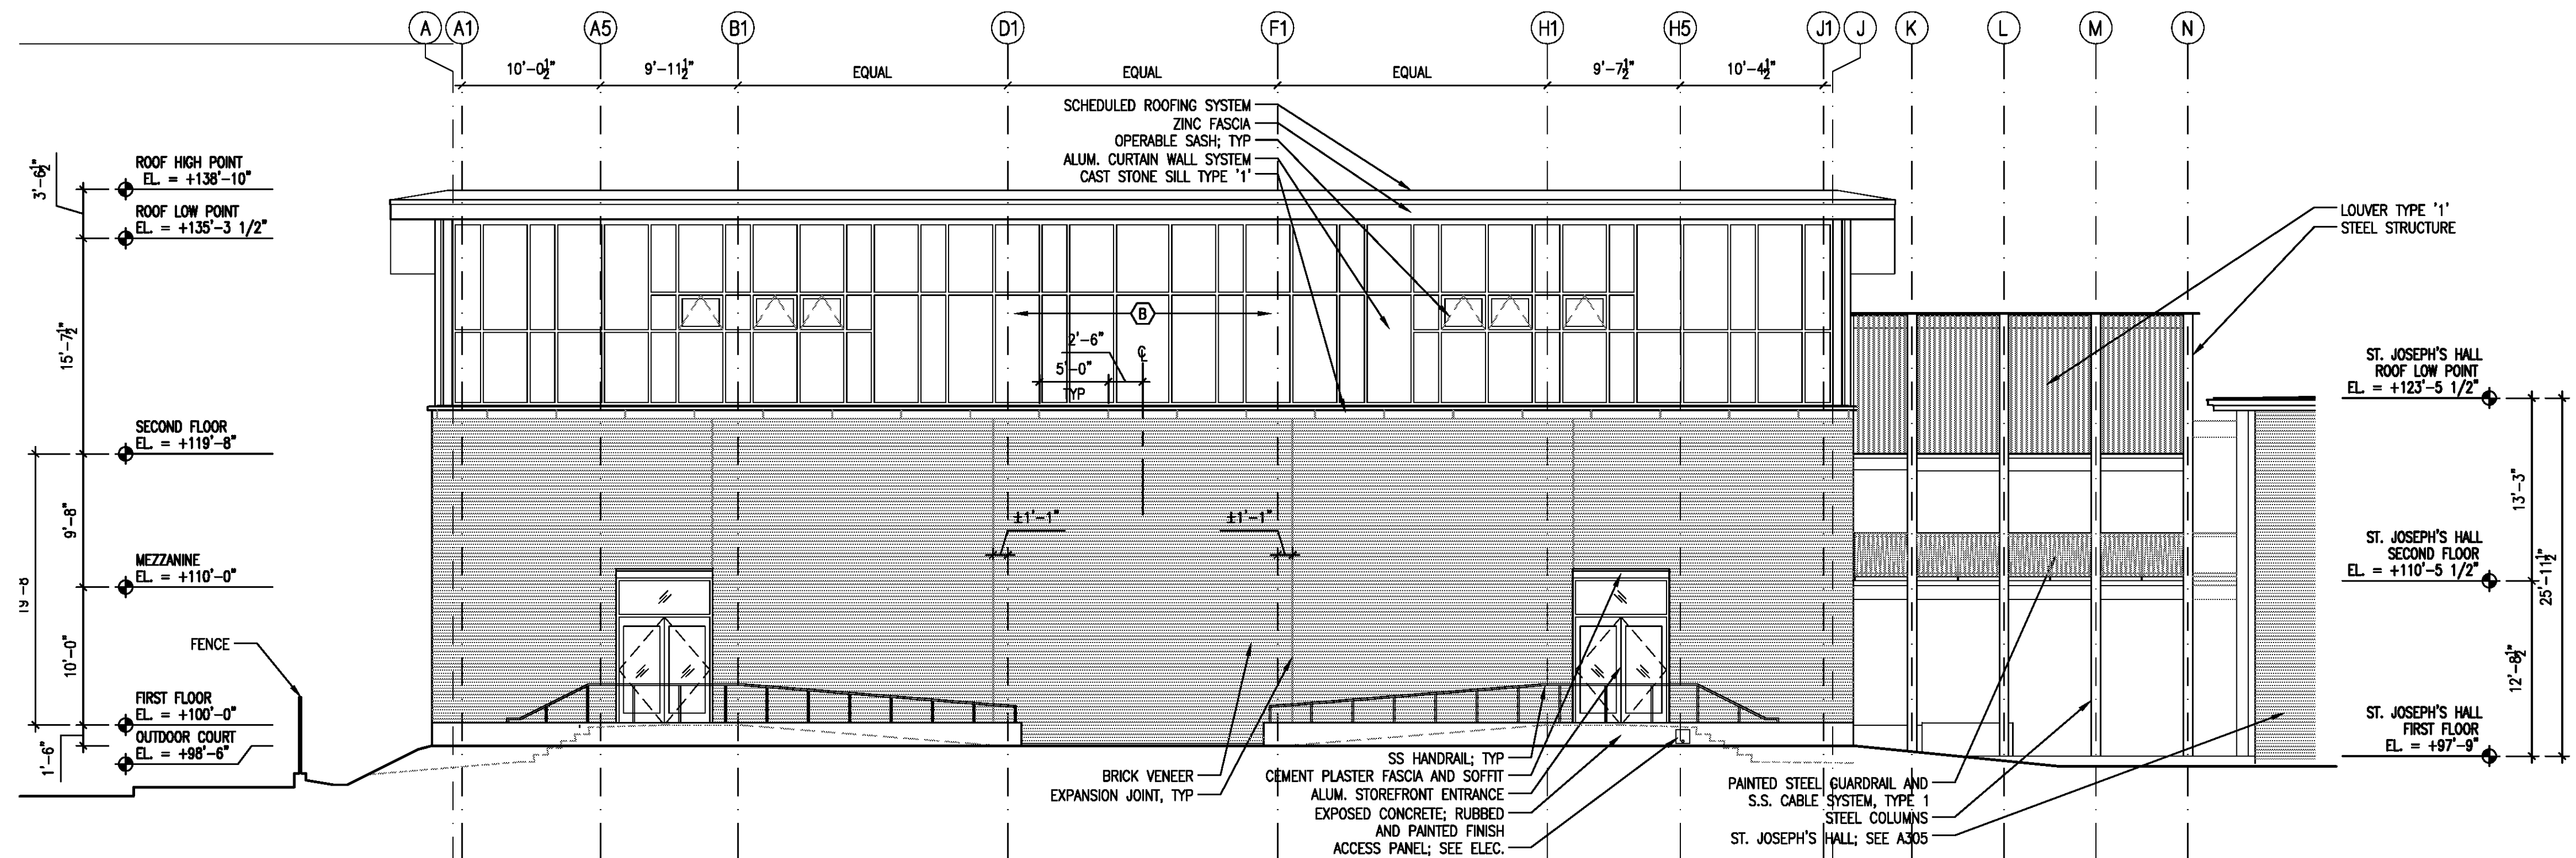 A A1 A5 B1 D1 F1 H1 H5 J1 J K L M N
10'-0½" 9'-11½" EQUAL EQUAL EQUAL 9'-7½" 10'-4½"
SCHEDULED ROOFING SYSTEM
ZINC FASCIA
OPERABLE SASH; TYP
ALUM. CURTAIN WALL SYSTEM
CAST STONE SILL TYPE '1'
3'-6½"
ROOF HIGH POINT
EL. = +138'-10"
ROOF LOW POINT
EL. = +135'-3 1/2"
15'-7½"
SECOND FLOOR
EL. = +119'-8"
9'-8"
MEZZANINE
EL. = +110'-0"
19'-8
10'-0"
FENCE
FIRST FLOOR
EL. = +100'-0"
OUTDOOR COURT
EL. = +98'-6"
1'-6"
B
2'-6"
℄
5'-0"
TYP
±1'-1" ±1'-1"
BRICK VENEER
EXPANSION JOINT, TYP
SS HANDRAIL; TYP
CEMENT PLASTER FASCIA AND SOFFIT
ALUM. STOREFRONT ENTRANCE
EXPOSED CONCRETE; RUBBED
AND PAINTED FINISH
ACCESS PANEL; SEE ELEC.
LOUVER TYPE '1'
STEEL STRUCTURE
ST. JOSEPH'S HALL
ROOF LOW POINT
EL. = +123'-5 1/2"
13'-3"
ST. JOSEPH'S HALL
SECOND FLOOR
EL. = +110'-5 1/2"
25'-11½"
12'-8½"
ST. JOSEPH'S HALL
FIRST FLOOR
EL. = +97'-9"
PAINTED STEEL GUARDRAIL AND
S.S. CABLE SYSTEM, TYPE 1
STEEL COLUMNS
ST. JOSEPH'S HALL; SEE A305